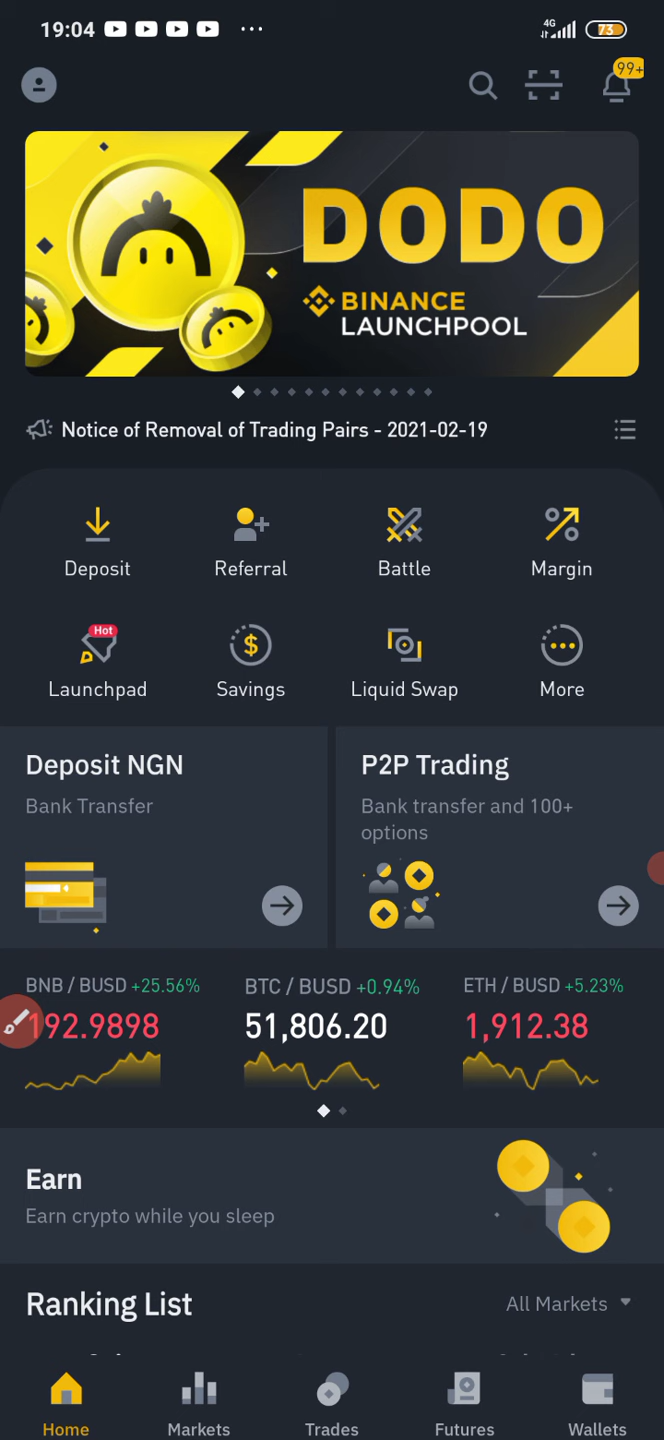 19:04
4G
73
99+
DODO
BINANCE
LAUNCHPOOL
Notice of Removal of Trading Pairs - 2021-02-19
Deposit
Referral
Battle
Margin
Hot
Launchpad
Savings
Liquid Swap
More
Deposit NGN
Bank Transfer
P2P Trading
Bank transfer and 100+
options
BNB / BUSD +25.56%
192.9898
BTC / BUSD +0.94%
51,806.20
ETH / BUSD +5.23%
1,912.38
Earn
Earn crypto while you sleep
Ranking List
All Markets
Home
Markets
Trades
Futures
Wallets